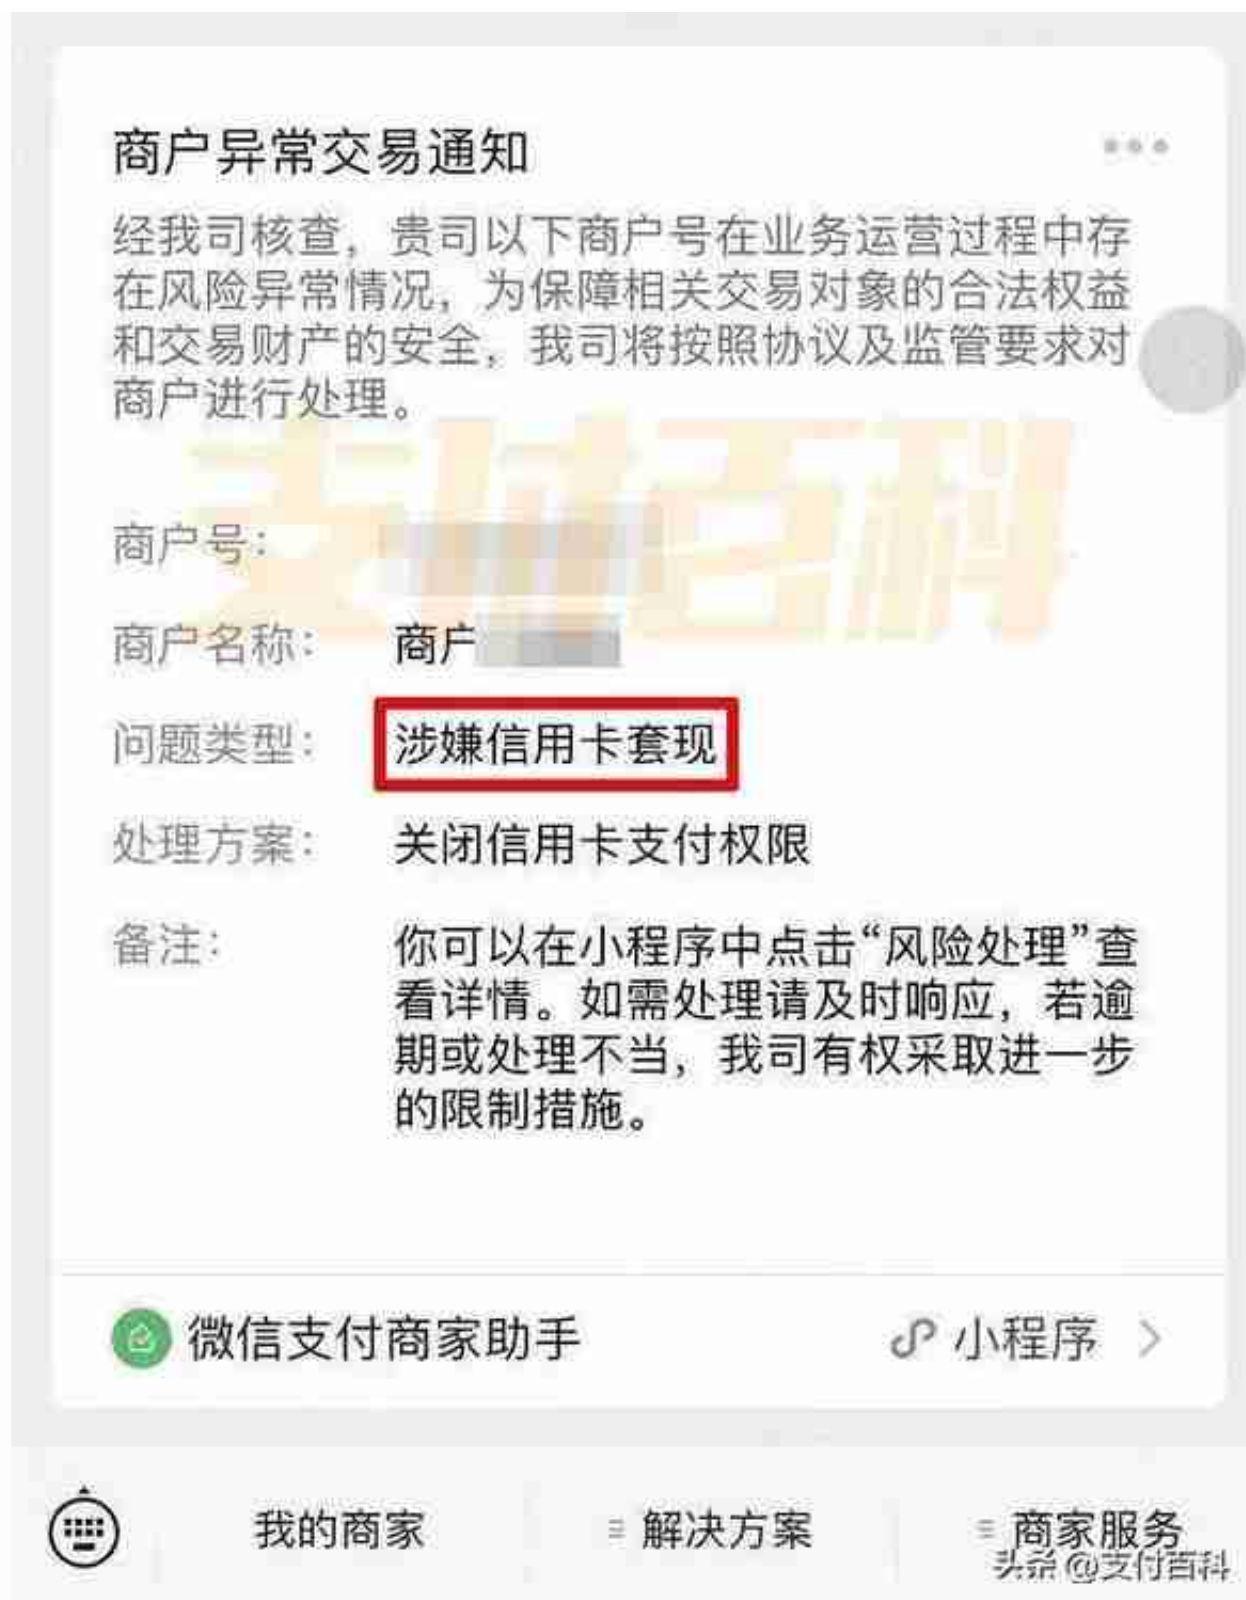 商户异常交易通知
经我司核查，贵司以下商户号在业务运营过程中存
在风险异常情况，为保障相关交易对象的合法权益
和交易财产的安全，我司将按照协议及监管要求对
商户进行处理。
支付百科
商户号：
商户名称： 商户
问题类型： 涉嫌信用卡套现
处理方案： 关闭信用卡支付权限
备注： 你可以在小程序中点击“风险处理”查
看详情。如需处理请及时响应，若逾
期或处理不当，我司有权采取进一步
的限制措施。
微信支付商家助手 小程序
我的商家 解决方案 商家服务
头条 @支付百科